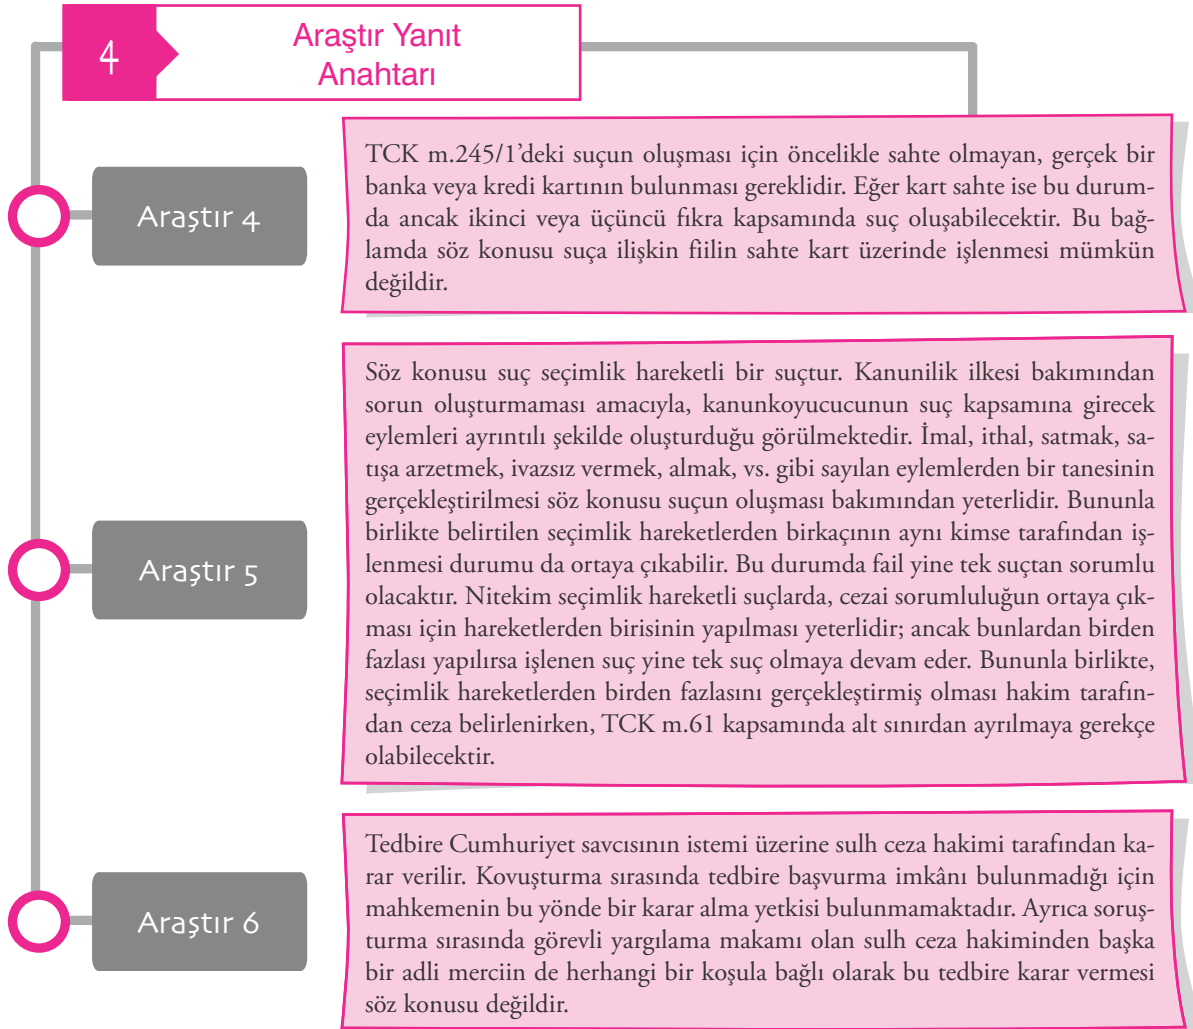 4
Araştır Yanıt
Anahtarı
Araştır 4
TCK m.245/1’deki suçun oluşması için öncelikle sahte olmayan, gerçek bir
banka veya kredi kartının bulunması gereklidir. Eğer kart sahte ise bu durum-
da ancak ikinci veya üçüncü fıkra kapsamında suç oluşabilecektir. Bu bağ-
lamda söz konusu suça ilişkin fiilin sahte kart üzerinde işlenmesi mümkün
değildir.
Araştır 5
Söz konusu suç seçimlik hareketli bir suçtur. Kanunilik ilkesi bakımından
sorun oluşturmaması amacıyla, kanunkoyucucunun suç kapsamına girecek
eylemleri ayrıntılı şekilde oluşturduğu görülmektedir. İmal, ithal, satmak, sa-
tışa arzetmek, ivazsız vermek, almak, vs. gibi sayılan eylemlerden bir tanesinin
gerçekleştirilmesi söz konusu suçun oluşması bakımından yeterlidir. Bununla
birlikte belirtilen seçimlik hareketlerden birkaçının aynı kimse tarafından iş-
lenmesi durumu da ortaya çıkabilir. Bu durumda fail yine tek suçtan sorumlu
olacaktır. Nitekim seçimlik hareketli suçlarda, cezai sorumluluğun ortaya çık-
ması için hareketlerden birisinin yapılması yeterlidir; ancak bunlardan birden
fazlası yapılırsa işlenen suç yine tek suç olmaya devam eder. Bununla birlikte,
seçimlik hareketlerden birden fazlasını gerçekleştirmiş olması hakim tarafın-
dan ceza belirlenirken, TCK m.61 kapsamında alt sınırdan ayrılmaya gerekçe
olabilecektir.
Araştır 6
Tedbire Cumhuriyet savcısının istemi üzerine sulh ceza hakimi tarafından ka-
rar verilir. Kovuşturma sırasında tedbire başvurma imkânı bulunmadığı için
mahkemenin bu yönde bir karar alma yetkisi bulunmamaktadır. Ayrıca soruş-
turma sırasında görevli yargılama makamı olan sulh ceza hakiminden başka
bir adli merciin de herhangi bir koşula bağlı olarak bu tedbire karar vermesi
söz konusu değildir.